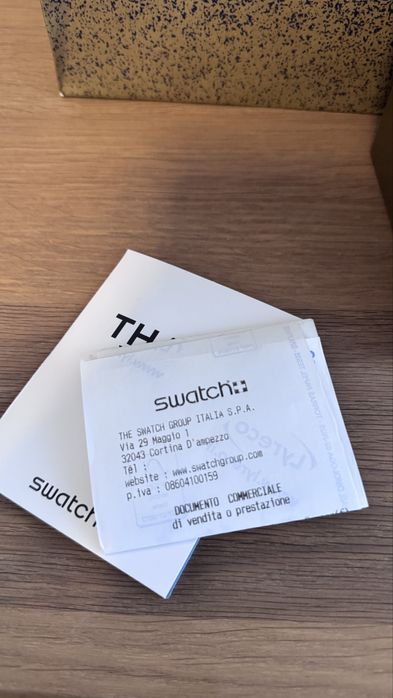 TH
swatch
swatch
THE SWATCH GROUP ITALIA S.P.A.
Via 29 Maggio 1
32043 Cortina D'ampezzo
Tel :
website : www.swatchgroup.com
p.iva : 08604100159
DOCUMENTO COMMERCIALE
di vendita o prestazione
Lyreco